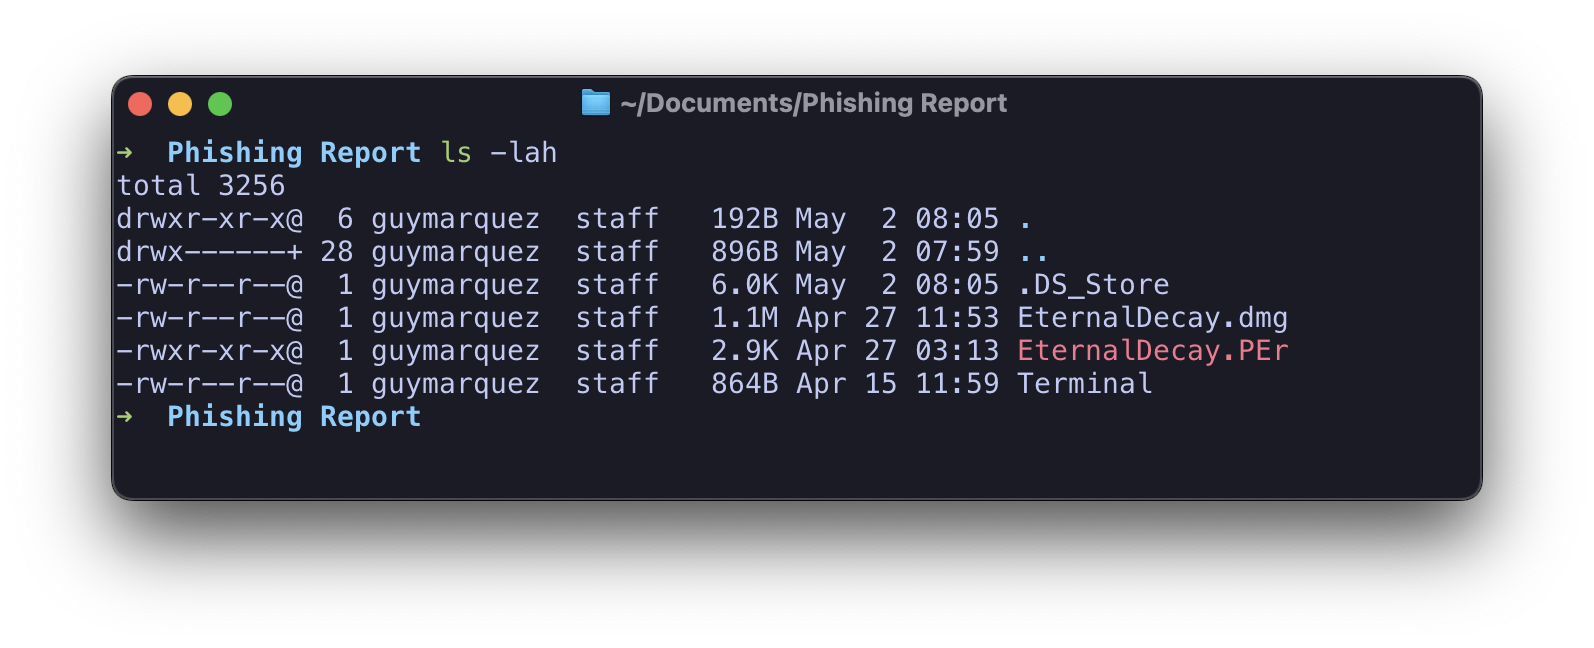 ~/Documents/Phishing Report
➜  Phishing Report ls -lah
total 3256
drwxr-xr-x@  6 guymarquez  staff   192B May  2 08:05 .
drwx------+ 28 guymarquez  staff   896B May  2 07:59 ..
-rw-r--r--@  1 guymarquez  staff   6.0K May  2 08:05 .DS_Store
-rw-r--r--@  1 guymarquez  staff   1.1M Apr 27 11:53 EternalDecay.dmg
-rwxr-xr-x@  1 guymarquez  staff   2.9K Apr 27 03:13 EternalDecay.PEr
-rw-r--r--@  1 guymarquez  staff   864B Apr 15 11:59 Terminal
➜  Phishing Report